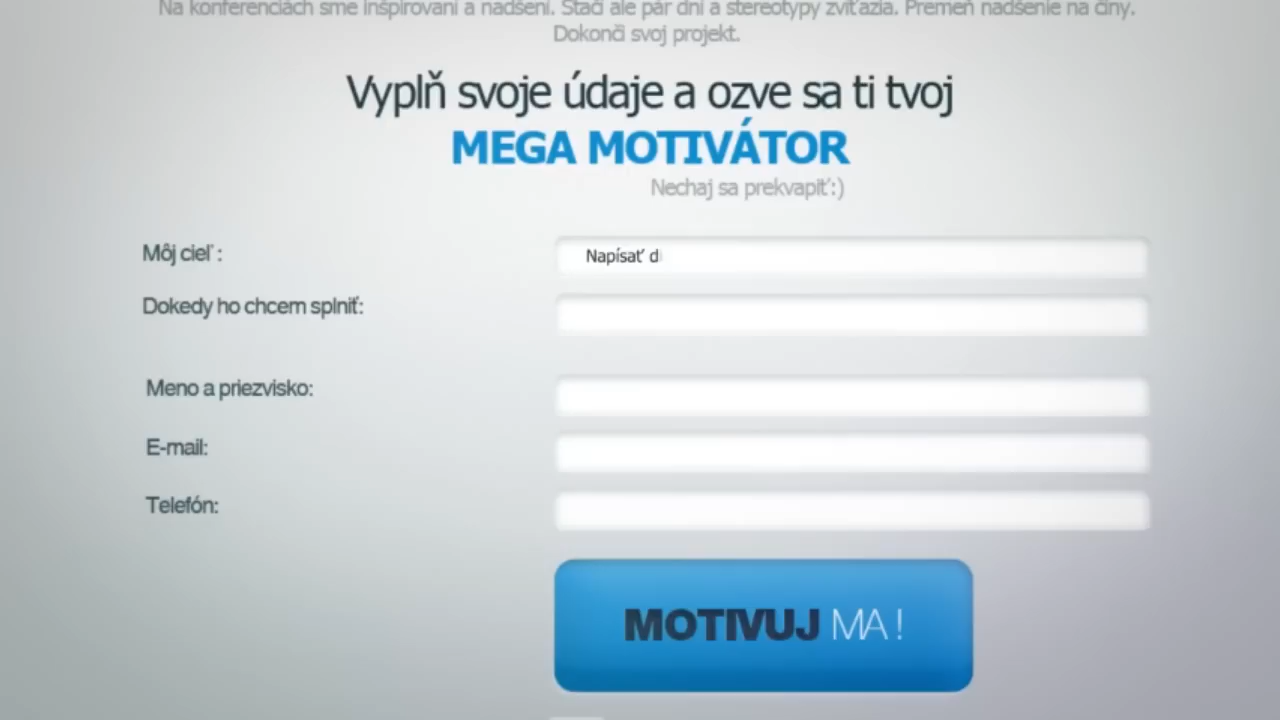 Na konferenciách sme inšpirovaní a nadšení. Stačí ale pár dní a stereotypy zvíťazia. Premeň nadšenie na činy.
Dokonči svoj projekt.
Vyplň svoje údaje a ozve sa ti tvoj
MEGA MOTIVÁTOR
Nechaj sa prekvapiť:)
Môj cieľ : Napísať di
Dokedy ho chcem splniť:
Meno a priezvisko:
E-mail:
Telefón:
MOTIVUJ MA !